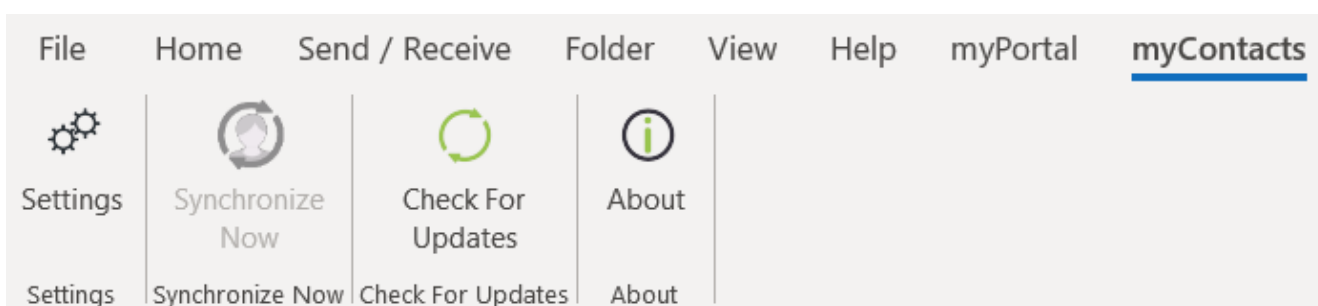 File Home Send / Receive Folder View Help myPortal myContacts
Settings Synchronize Check For About
Now Updates
Settings Synchronize Now Check For Updates About